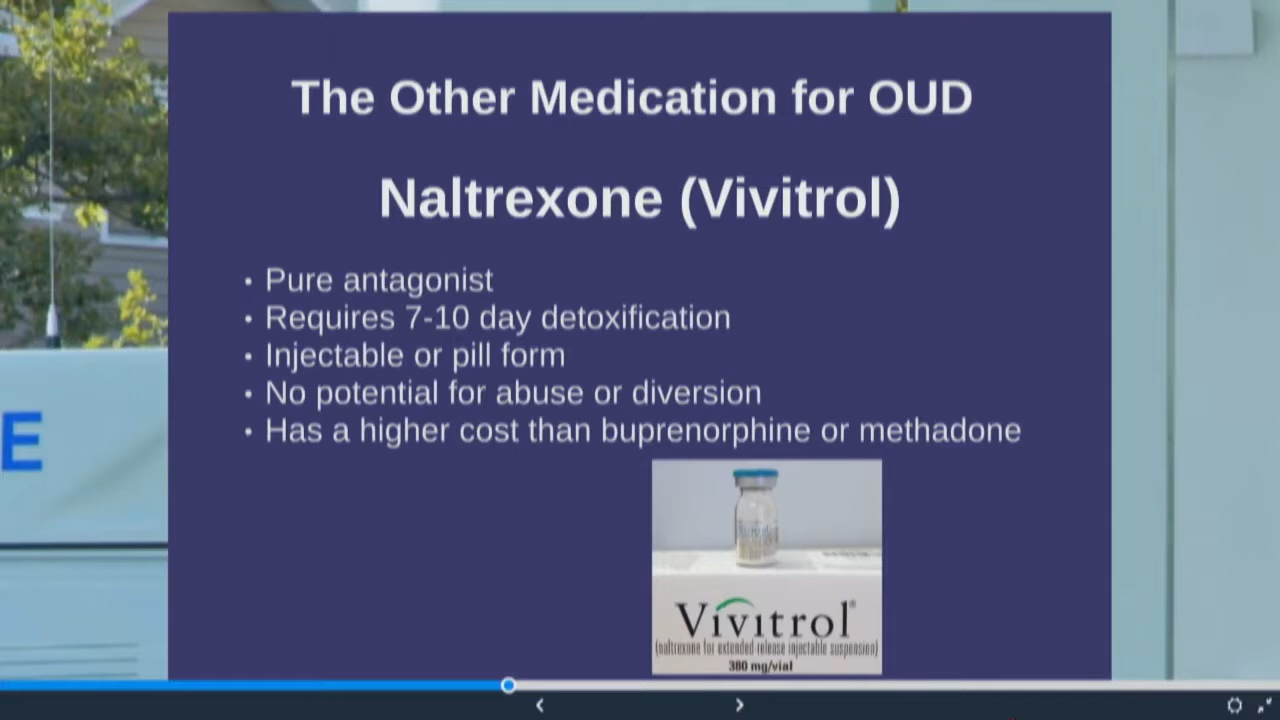 The Other Medication for OUD
Naltrexone (Vivitrol)
• Pure antagonist
• Requires 7-10 day detoxification
• Injectable or pill form
• No potential for abuse or diversion
• Has a higher cost than buprenorphine or methadone
E
Vivitrol®
(naltrexone for extended release injectable suspension)
380 mg/vial